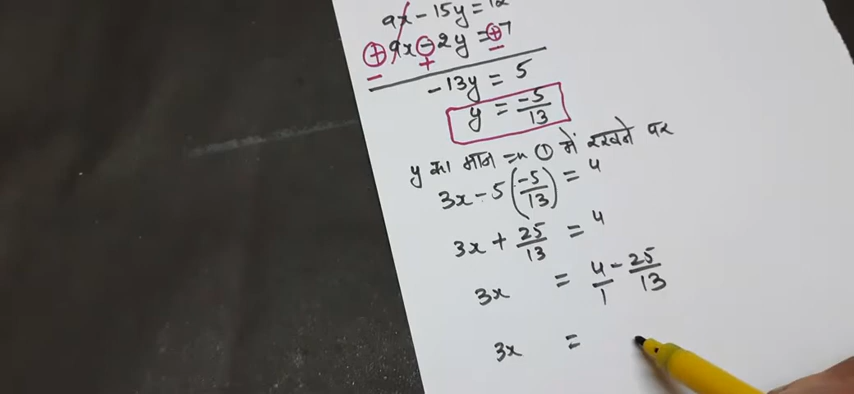 9x - 15y = 12
⊕ 9x ⊖ 2y = ⊕ 7
- + -
-13y = 5
y = -5/13
y का मान समी० ① में रखने पर
3x - 5(-5/13) = 4
3x + 25/13 = 4
3x = 4/1 - 25/13
3x =